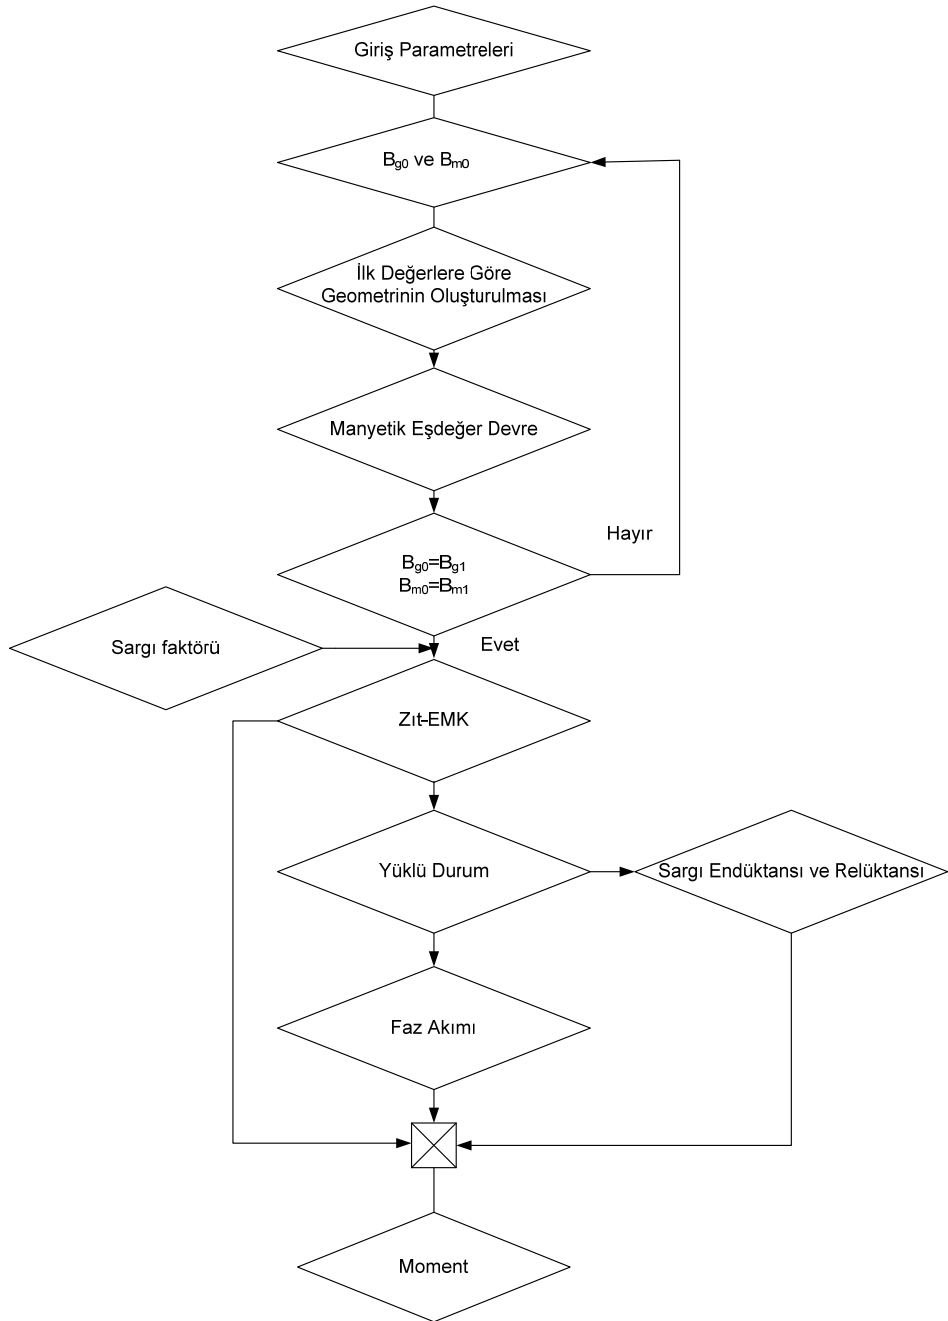 Giriş Parametreleri
Bg0 ve Bm0
İlk Değerlere Göre
Geometrinin Oluşturulması
Manyetik Eşdeğer Devre
Hayır
Bg0=Bg1
Bm0=Bm1
Evet
Sargı faktörü
Zıt-EMK
Yüklü Durum
Sargı Endüktansı ve Relüktansı
Faz Akımı
Moment